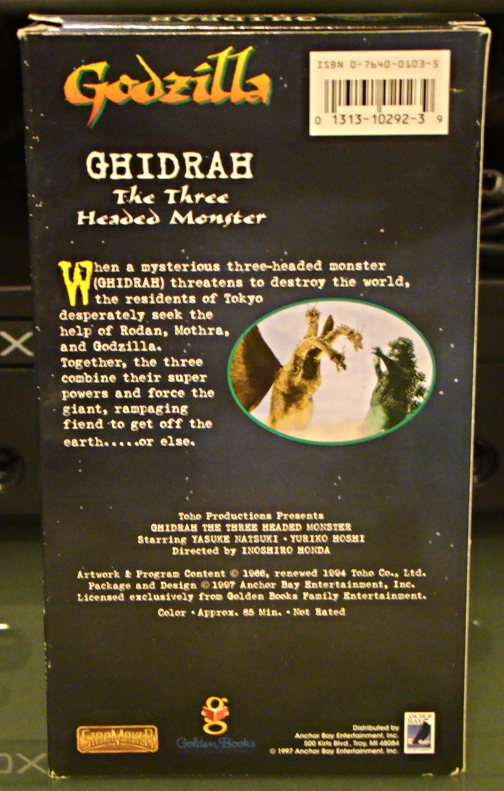 GHIDRAH
Godzilla
ISBN 0-7640-0103-5
0 1313-10292-3 9
GHIDRAH
The Three
Headed Monster
When a mysterious three-headed monster
(GHIDRAH) threatens to destroy the world,
the residents of Tokyo
desperately seek the
help of Rodan, Mothra,
and Godzilla.
Together, the three
combine their super
powers and force the
giant, rampaging
fiend to get off the
earth.....or else.
X
Toho Productions Presents
GHIDRAH THE THREE HEADED MONSTER
Starring YASUKE NATSUKI • YURIKO HOSHI
Directed by INOSHIRO HONDA
Artwork & Program Content © 1966, renewed 1994 Toho Co., Ltd.
Package and Design © 1997 Anchor Bay Entertainment, Inc.
Licensed exclusively from Golden Books Family Entertainment.
Color • Approx. 85 Min. • Not Rated
StarMaker
Golden Books
Distributed by
Anchor Bay Entertainment, Inc.
500 Kirts Blvd., Troy, MI 48084
© 1997 Anchor Bay Entertainment, Inc.
ANCHOR
BAY
OX